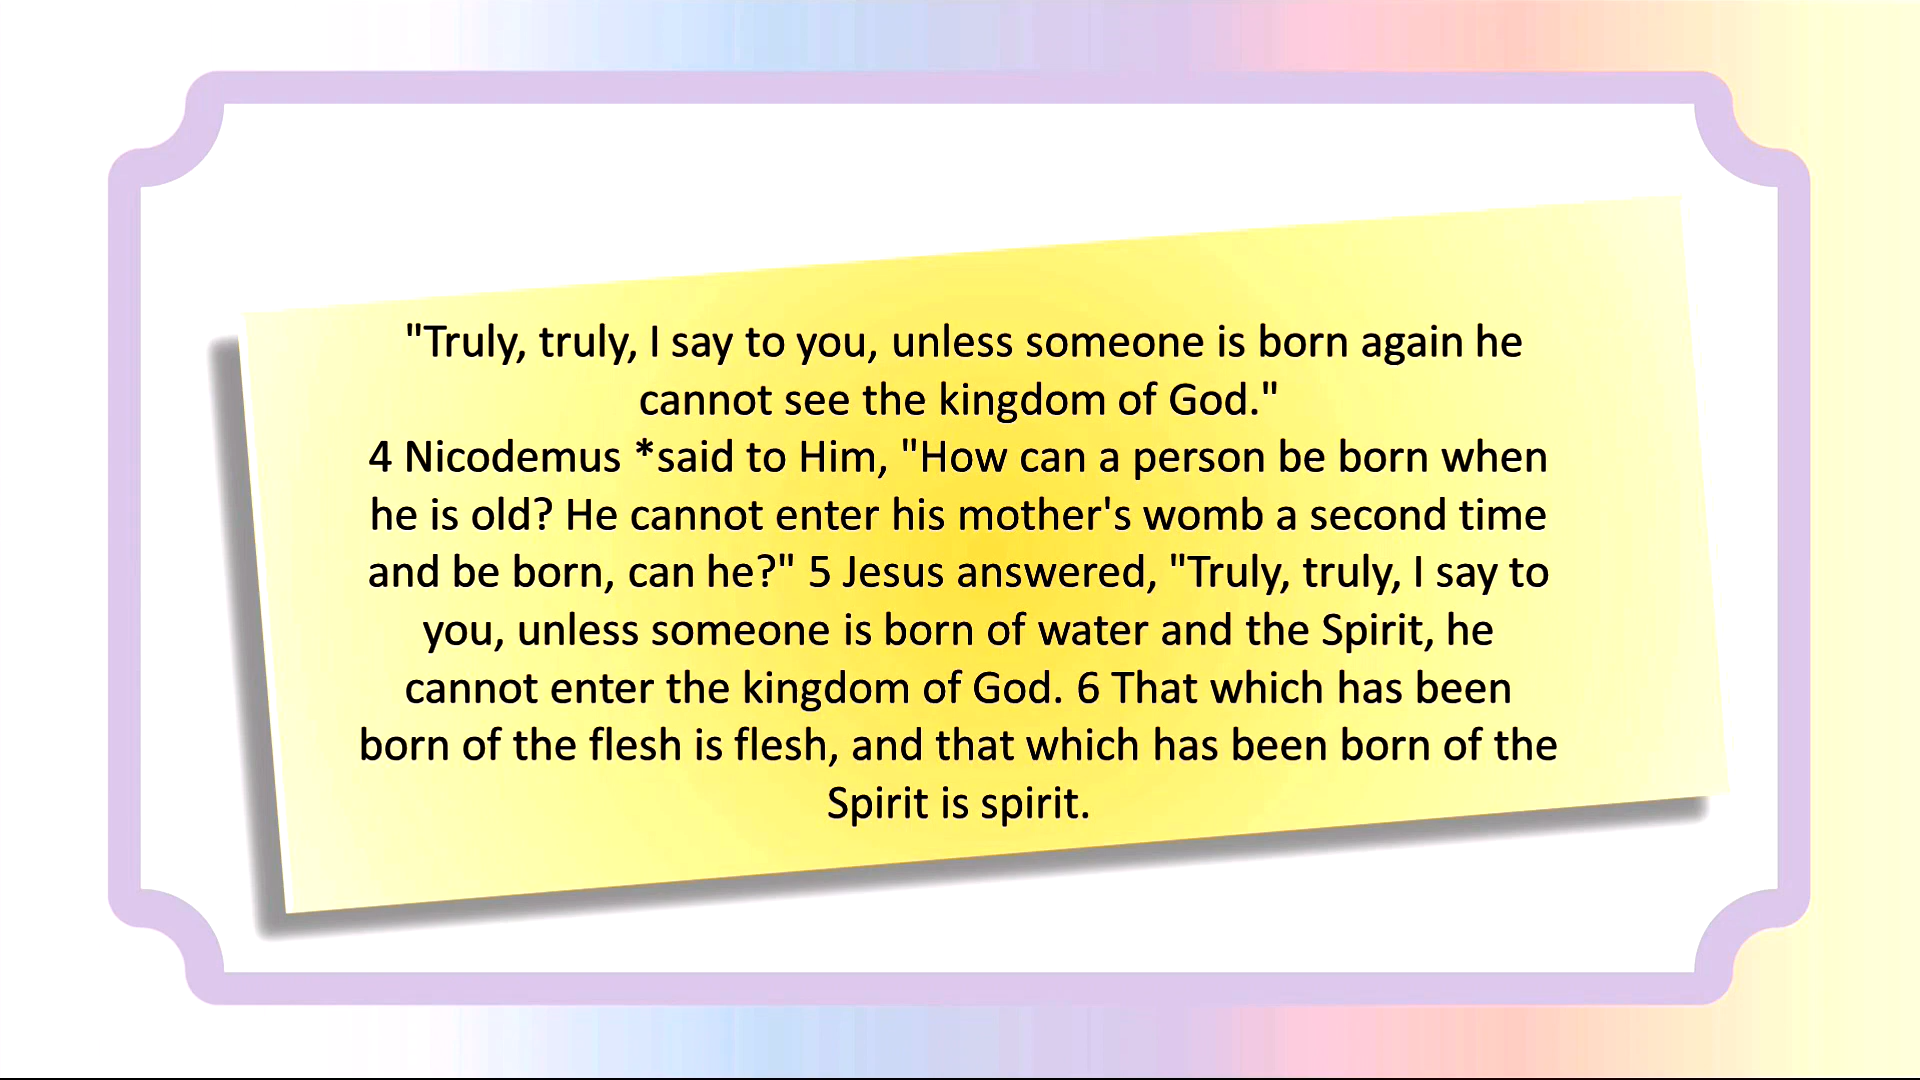 "Truly, truly, I say to you, unless someone is born again he
cannot see the kingdom of God."
4 Nicodemus *said to Him, "How can a person be born when
he is old? He cannot enter his mother's womb a second time
and be born, can he?" 5 Jesus answered, "Truly, truly, I say to
you, unless someone is born of water and the Spirit, he
cannot enter the kingdom of God. 6 That which has been
born of the flesh is flesh, and that which has been born of the
Spirit is spirit.